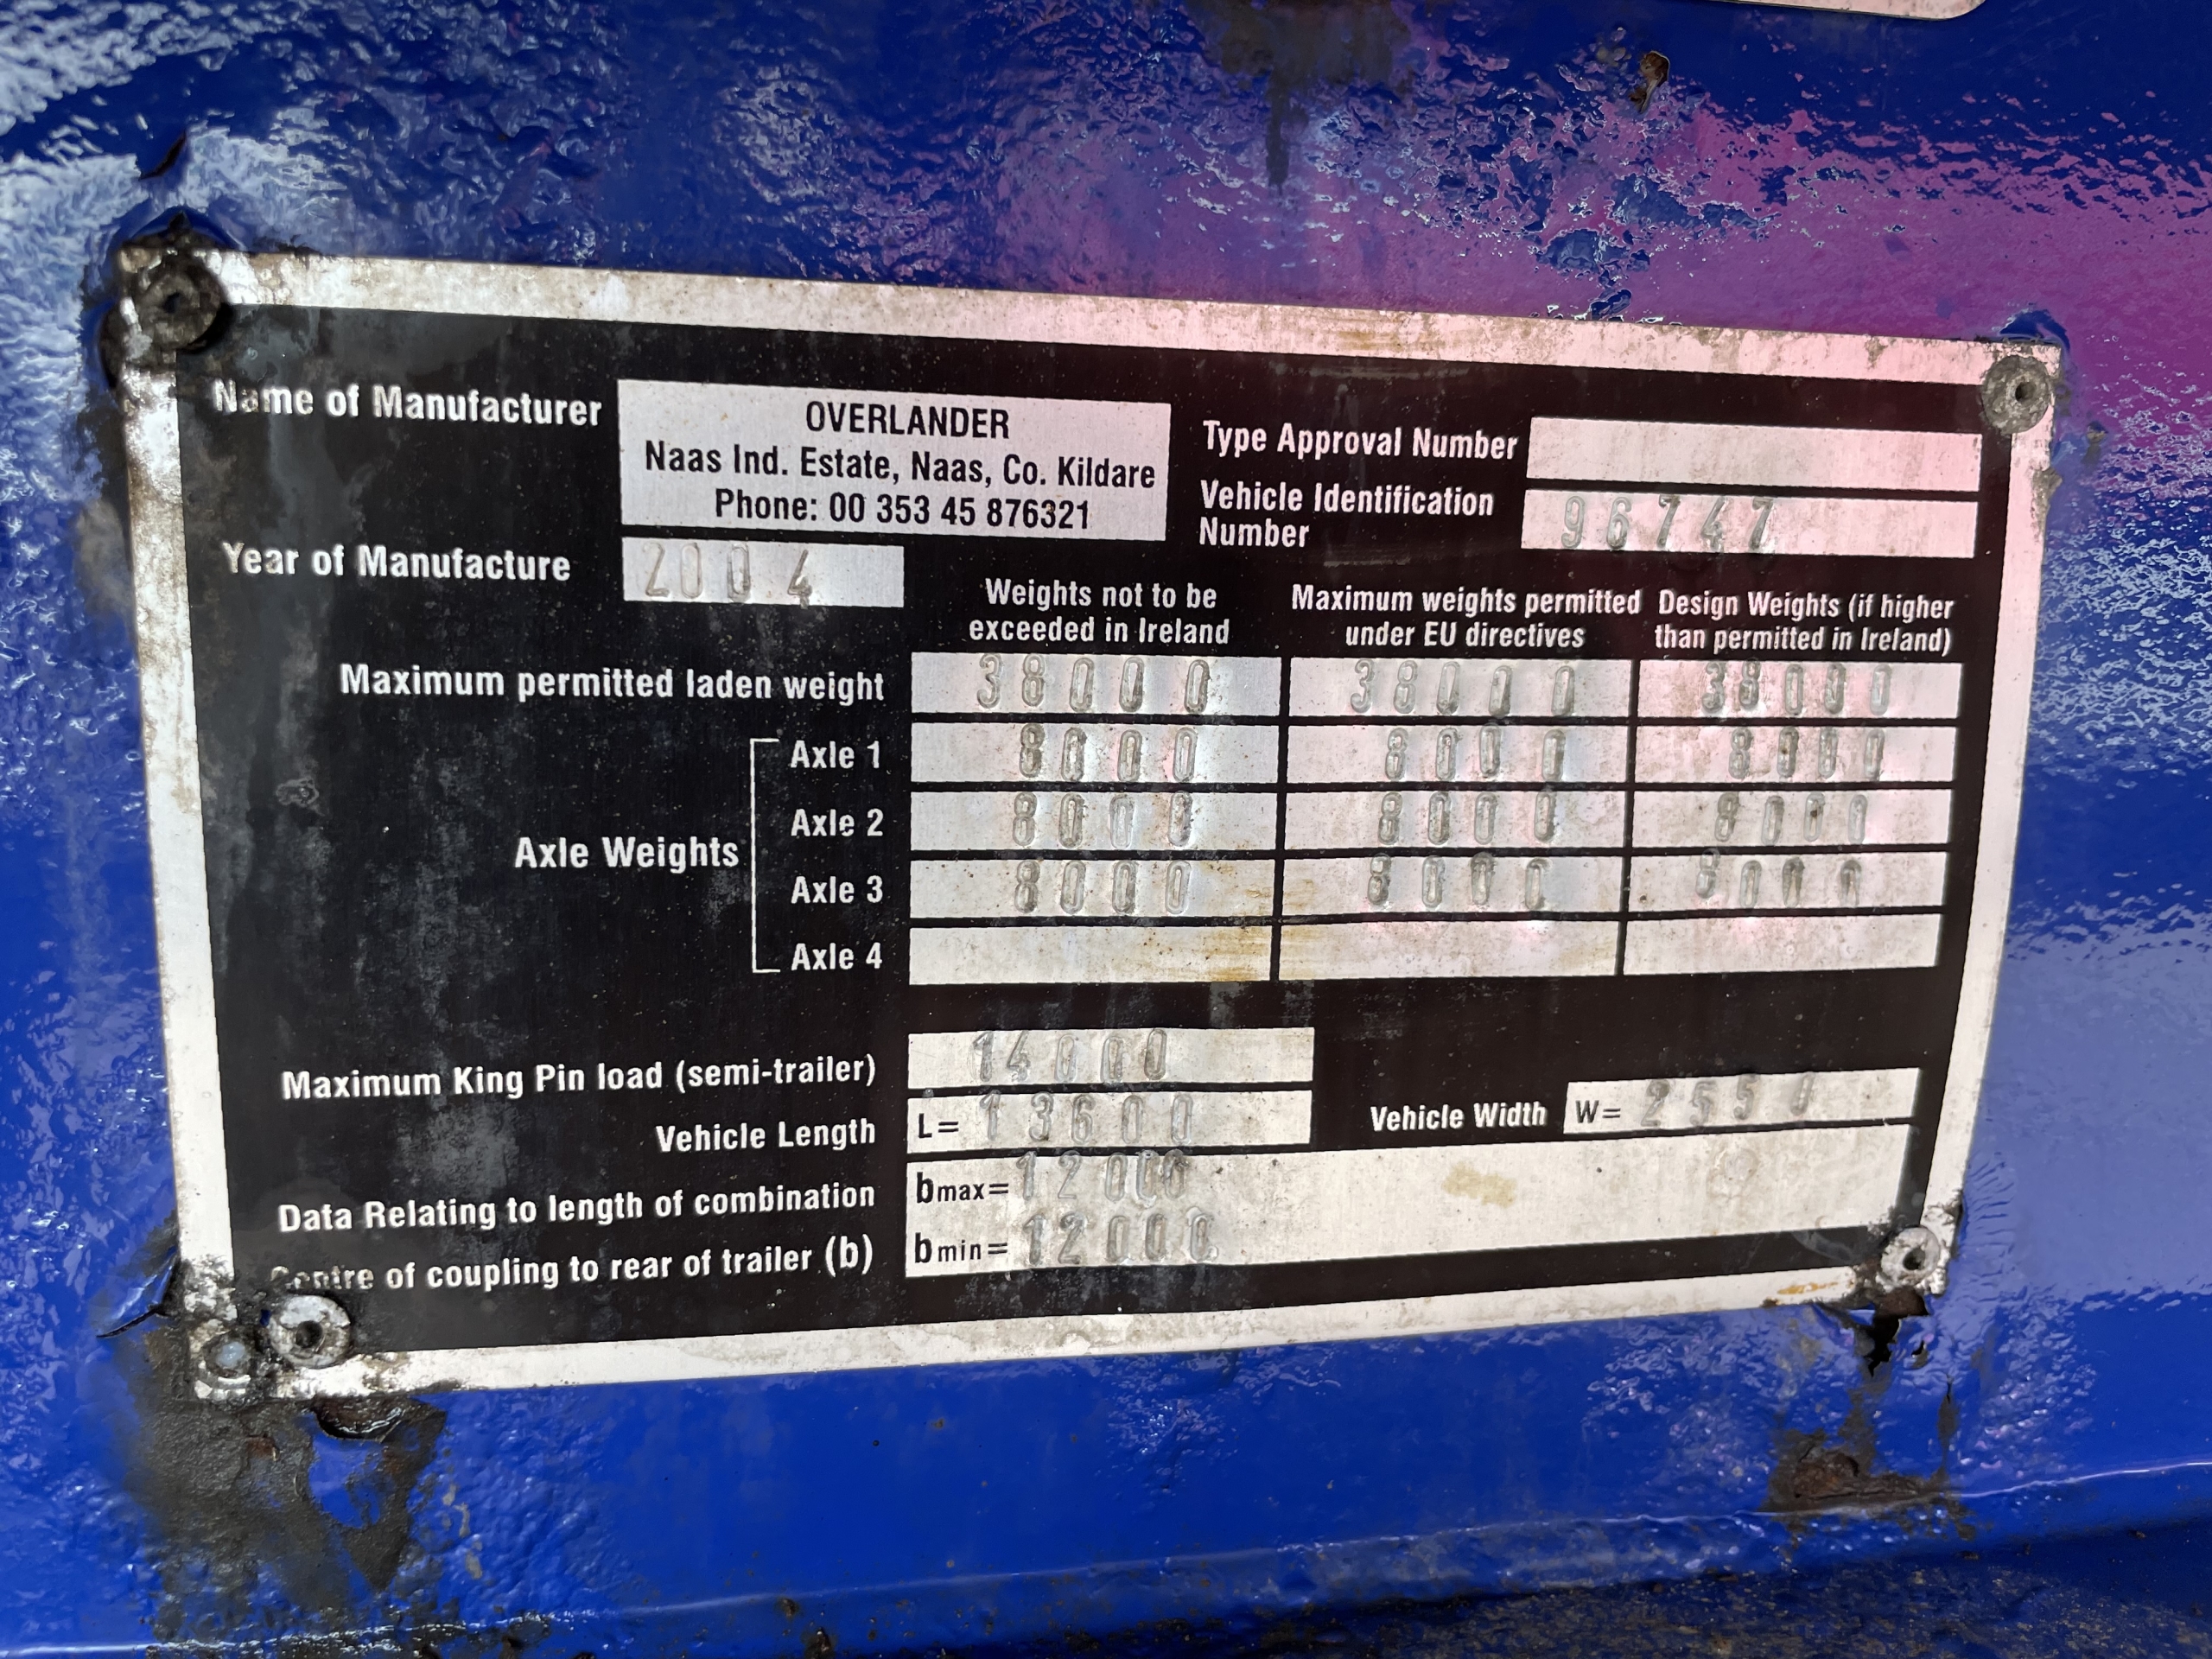 Name of Manufacturer
OVERLANDER
Naas Ind. Estate, Naas, Co. Kildare
Phone: 00 353 45 876321
Type Approval Number
Vehicle Identification
Number
96747
Year of Manufacture
2004
Weights not to be
exceeded in Ireland
Maximum weights permitted
under EU directives
Design Weights (if higher
than permitted in Ireland)
Maximum permitted laden weight 38000 38000 38000
Axle Weights
Axle 1 8000 8000 8000
Axle 2 8000 8000 8000
Axle 3 8000 8000 8000
Axle 4
Maximum King Pin load (semi-trailer) 14000
Vehicle Length L= 13600
Vehicle Width W= 2550
Data Relating to length of combination bmax= 12000
Centre of coupling to rear of trailer (b) bmin= 12000